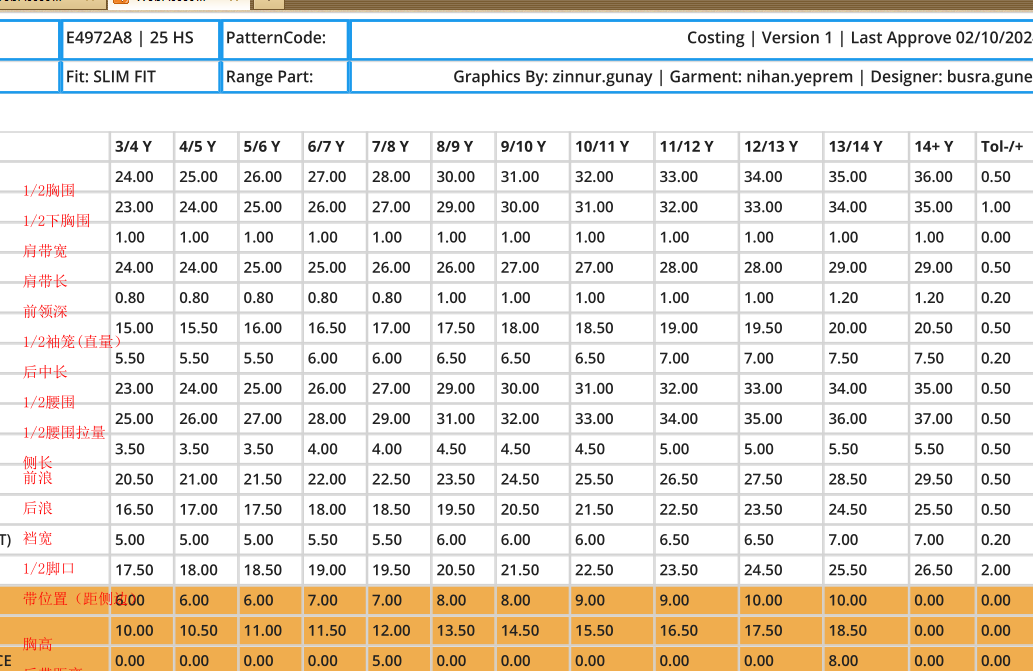 E4972A8 | 25 HS PatternCode: Costing | Version 1 | Last Approve 02/10/202
Fit: SLIM FIT Range Part: Graphics By: zinnur.gunay | Garment: nihan.yeprem | Designer: busra.gune
3/4 Y 4/5 Y 5/6 Y 6/7 Y 7/8 Y 8/9 Y 9/10 Y 10/11 Y 11/12 Y 12/13 Y 13/14 Y 14+ Y Tol-/+
1/2胸围 24.00 25.00 26.00 27.00 28.00 30.00 31.00 32.00 33.00 34.00 35.00 36.00 0.50
1/2下胸围 23.00 24.00 25.00 26.00 27.00 29.00 30.00 31.00 32.00 33.00 34.00 35.00 1.00
肩带宽 1.00 1.00 1.00 1.00 1.00 1.00 1.00 1.00 1.00 1.00 1.00 1.00 0.00
肩带长 24.00 24.00 25.00 25.00 26.00 26.00 27.00 27.00 28.00 28.00 29.00 29.00 0.50
前领深 0.80 0.80 0.80 0.80 0.80 1.00 1.00 1.00 1.00 1.00 1.20 1.20 0.20
1/2袖笼(直量) 15.00 15.50 16.00 16.50 17.00 17.50 18.00 18.50 19.00 19.50 20.00 20.50 0.50
后中长 5.50 5.50 5.50 6.00 6.00 6.50 6.50 6.50 7.00 7.00 7.50 7.50 0.20
1/2腰围 23.00 24.00 25.00 26.00 27.00 29.00 30.00 31.00 32.00 33.00 34.00 35.00 0.50
1/2腰围拉量 25.00 26.00 27.00 28.00 29.00 31.00 32.00 33.00 34.00 35.00 36.00 37.00 0.50
侧长 3.50 3.50 3.50 4.00 4.00 4.50 4.50 4.50 5.00 5.00 5.50 5.50 0.50
前浪 20.50 21.00 21.50 22.00 22.50 23.50 24.50 25.50 26.50 27.50 28.50 29.50 0.50
后浪 16.50 17.00 17.50 18.00 18.50 19.50 20.50 21.50 22.50 23.50 24.50 25.50 0.50
T) 裆宽 5.00 5.00 5.00 5.50 5.50 6.00 6.00 6.00 6.50 6.50 7.00 7.00 0.20
1/2脚口 17.50 18.00 18.50 19.00 19.50 20.50 21.50 22.50 23.50 24.50 25.50 26.50 2.00
带位置（距侧边） 6.00 6.00 6.00 7.00 7.00 8.00 8.00 9.00 9.00 10.00 10.00 0.00 0.00
胸高 10.00 10.50 11.00 11.50 12.00 13.50 14.50 15.50 16.50 17.50 18.50 0.00 0.00
CE 0.00 0.00 0.00 0.00 5.00 0.00 0.00 0.00 0.00 0.00 8.00 0.00 0.00